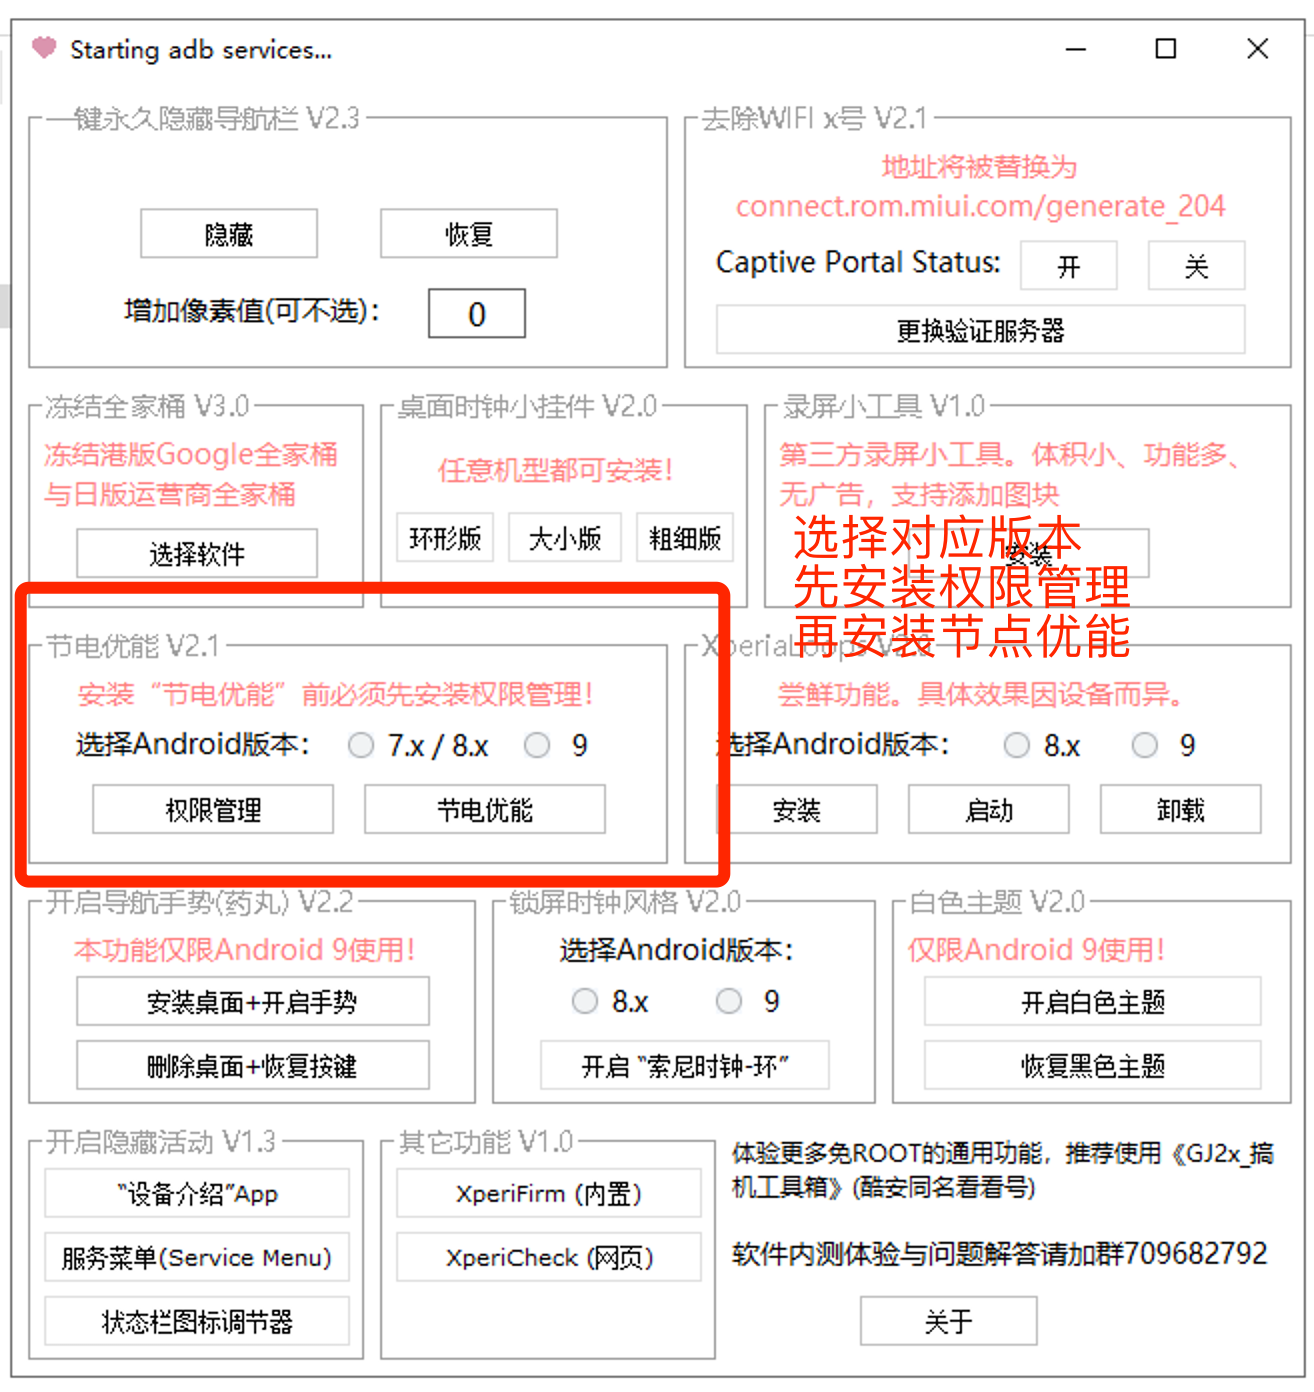 Starting adb services...
一键永久隐藏导航栏 V2.3
隐藏
恢复
增加像素值(可不选)：
0
去除WIFI x号 V2.1
地址将被替换为
connect.rom.miui.com/generate_204
Captive Portal Status:
开
关
更换验证服务器
冻结全家桶 V3.0
冻结港版Google全家桶
与日版运营商全家桶
选择软件
桌面时钟小挂件 V2.0
任意机型都可安装！
环形版
大小版
粗细版
录屏小工具 V1.0
第三方录屏小工具。体积小、功能多、
无广告，支持添加图块
安装
选择对应版本
先安装权限管理
再安装节点优能
节电优能 V2.1
安装“节电优能”前必须先安装权限管理！
选择Android版本：
7.x / 8.x
9
权限管理
节电优能
XperiaLoops
尝鲜功能。具体效果因设备而异。
选择Android版本：
8.x
9
安装
启动
卸载
开启导航手势(药丸) V2.2
本功能仅限Android 9使用！
安装桌面+开启手势
删除桌面+恢复按键
锁屏时钟风格 V2.0
选择Android版本：
8.x
9
开启 “索尼时钟-环”
白色主题 V2.0
仅限Android 9使用！
开启白色主题
恢复黑色主题
开启隐藏活动 V1.3
“设备介绍”App
服务菜单(Service Menu)
状态栏图标调节器
其它功能 V1.0
XperiFirm (内置)
XperiCheck (网页)
体验更多免ROOT的通用功能，推荐使用《GJ2x_搞
机工具箱》(酷安同名看看号)
软件内测体验与问题解答请加群709682792
关于